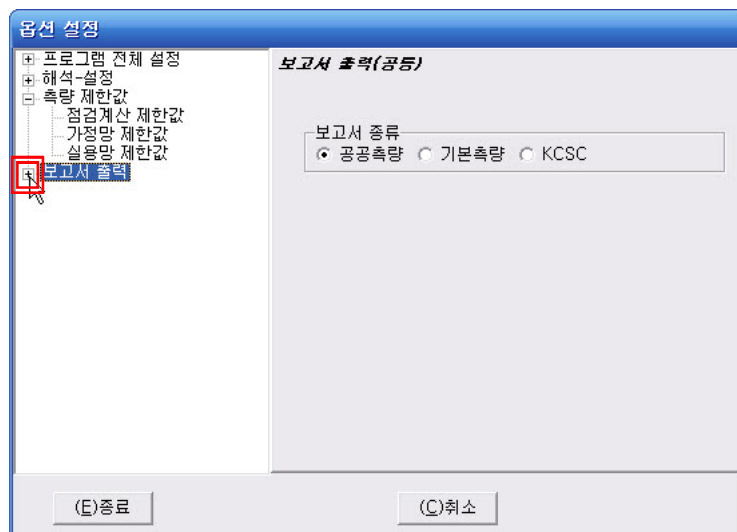 옵션 설정
프로그램 전체 설정
해석-설정
측량 제한값
점검계산 제한값
가정망 제한값
실용망 제한값
보고서 출력
보고서 출력(공통)
보고서 종류
공공측량 기본측량 KCSC
(E)종료 (C)취소